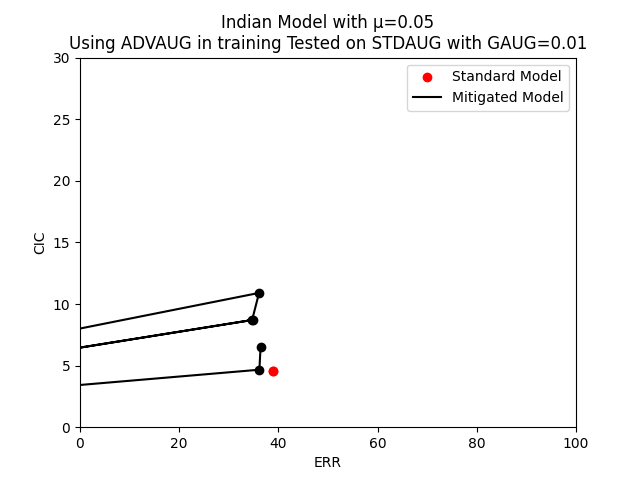 Indian Model with μ=0.05
Using ADVAUG in training Tested on STDAUG with GAUG=0.01
Standard Model
Mitigated Model
30
25
20
15
10
5
0
CIC
0 20 40 60 80 100
ERR